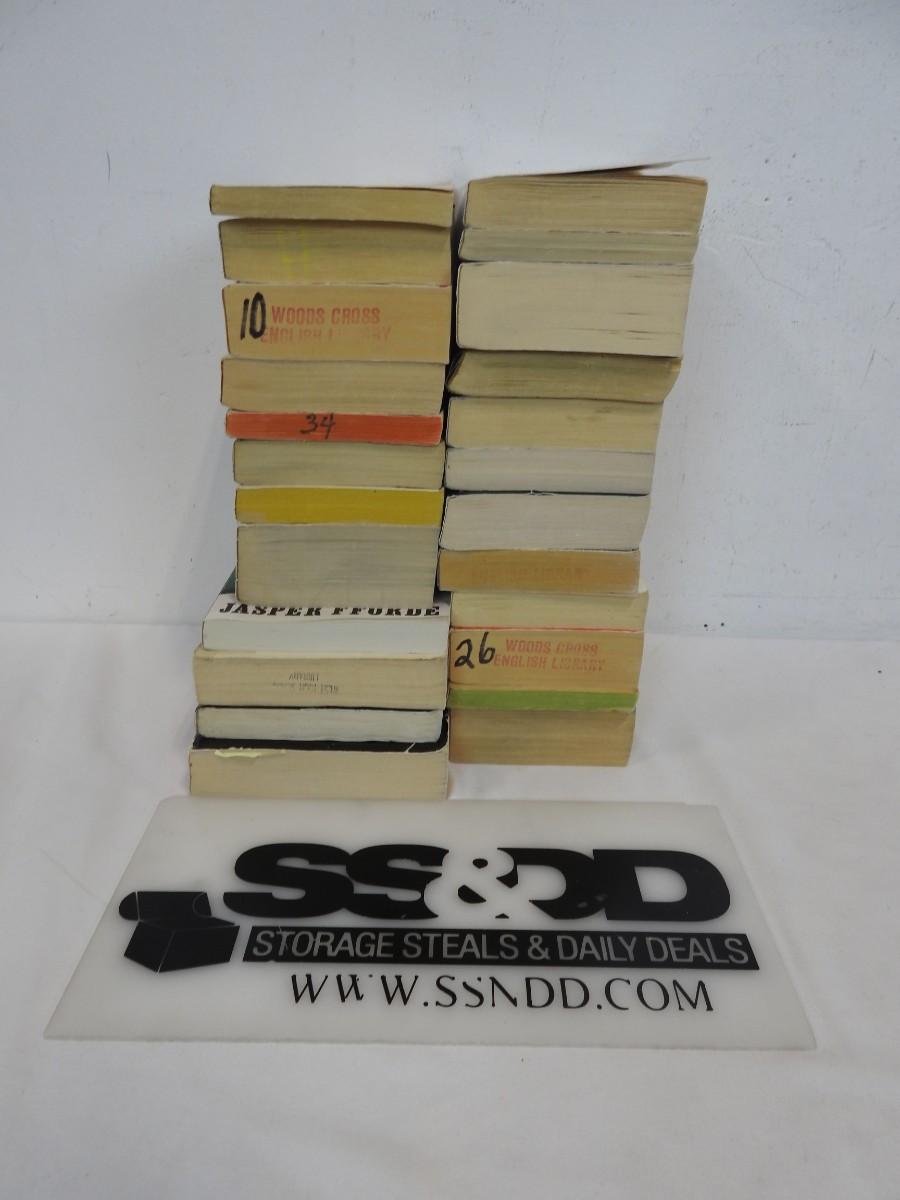 10
WOODS CROSS
ENGLISH LIBRARY
34
JASPER FFORDE
26
WOODS CROSS
ENGLISH LIBRARY
SS&DD
STORAGE STEALS & DAILY DEALS
WWW.SSNDD.COM